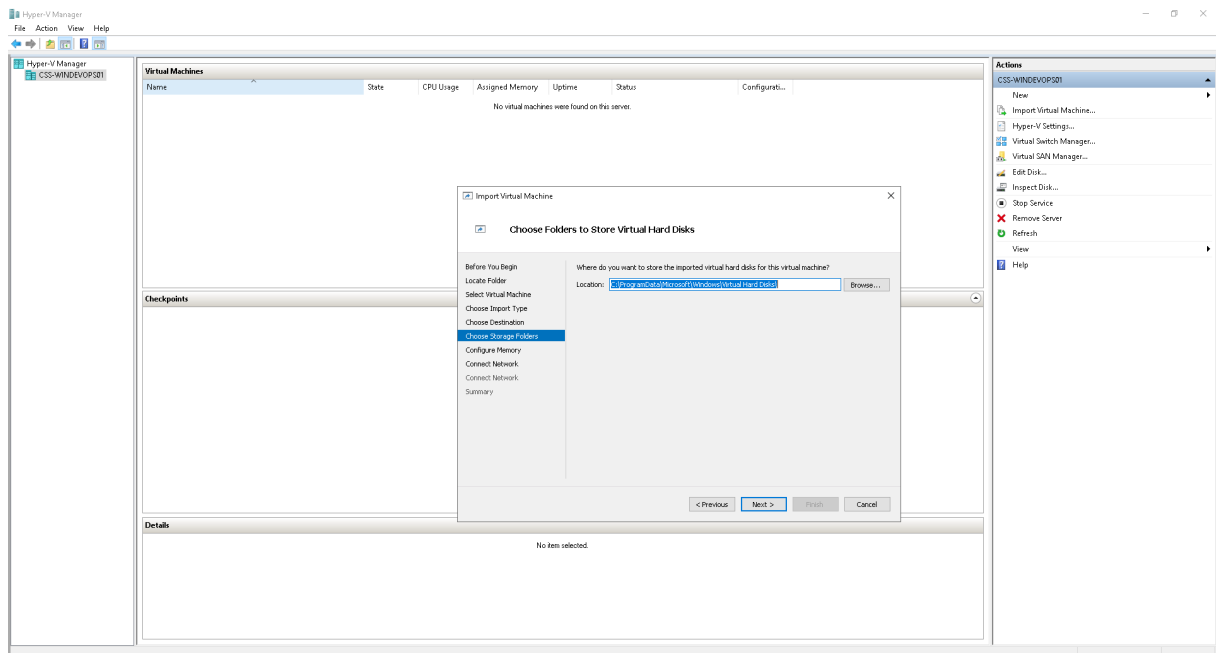 Hyper-V Manager
File Action View Help
Hyper-V Manager
CSS-WINDEVOPS01
Virtual Machines
Name State CPU Usage Assigned Memory Uptime Status Configurati...
No virtual machines were found on this server.
Import Virtual Machine
Choose Folders to Store Virtual Hard Disks
Before You Begin
Locate Folder
Select Virtual Machine
Choose Import Type
Choose Destination
Choose Storage Folders
Configure Memory
Connect Network
Connect Network
Summary
Where do you want to store the imported virtual hard disks for this virtual machine?
Location: C:\ProgramData\Microsoft\Windows\Virtual Hard Disks\ Browse...
< Previous Next > Finish Cancel
Checkpoints
Details
No item selected.
Actions
CSS-WINDEVOPS01
New
Import Virtual Machine...
Hyper-V Settings...
Virtual Switch Manager...
Virtual SAN Manager...
Edit Disk...
Inspect Disk...
Stop Service
Remove Server
Refresh
View
Help